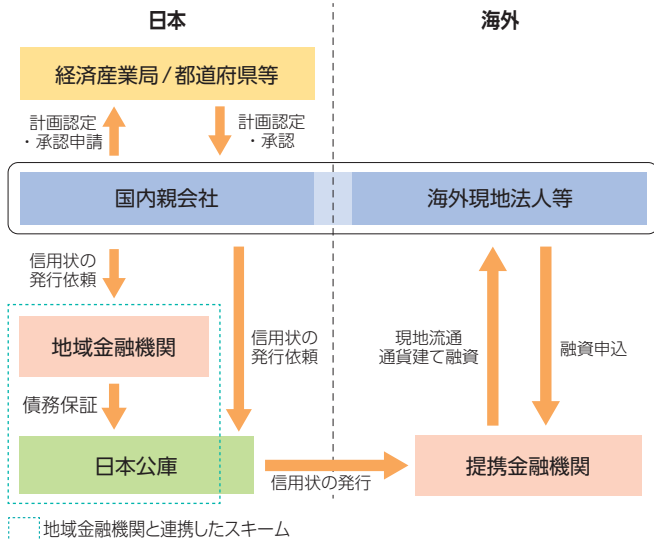 日本
海外
経済産業局/都道府県等
計画認定
・承認申請
計画認定
・承認
国内親会社
海外現地法人等
信用状の
発行依頼
地域金融機関
信用状の
発行依頼
現地流通
通貨建て融資
融資申込
債務保証
日本公庫
提携金融機関
信用状の発行
地域金融機関と連携したスキーム